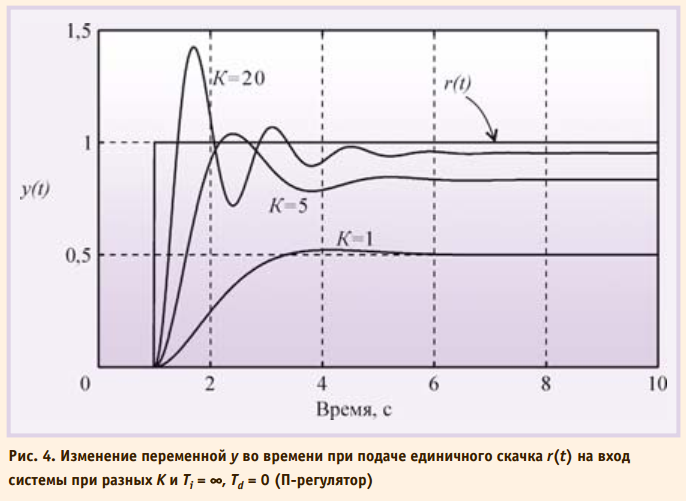 1,5
K=20
r(t)
1
y(t)
K=5
K=1
0,5
0
2
4
6
8
10
Время, с
Рис. 4. Изменение переменной y во времени при подаче единичного скачка r(t) на вход
системы при разных K и Ti = ∞, Td = 0 (П-регулятор)